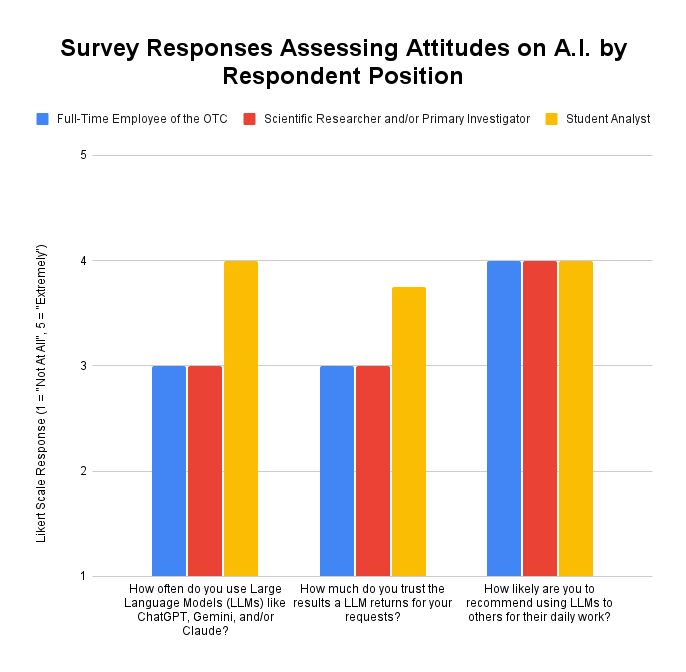 Survey Responses Assessing Attitudes on A.I. by
Respondent Position
Full-Time Employee of the OTC
Scientific Researcher and/or Primary Investigator
Student Analyst
Likert Scale Response (1 = "Not At All", 5 = "Extremely")
5
4
3
2
1
How often do you use Large
Language Models (LLMs) like
ChatGPT, Gemini, and/or
Claude?
How much do you trust the
results a LLM returns for your
requests?
How likely are you to
recommend using LLMs to
others for their daily work?